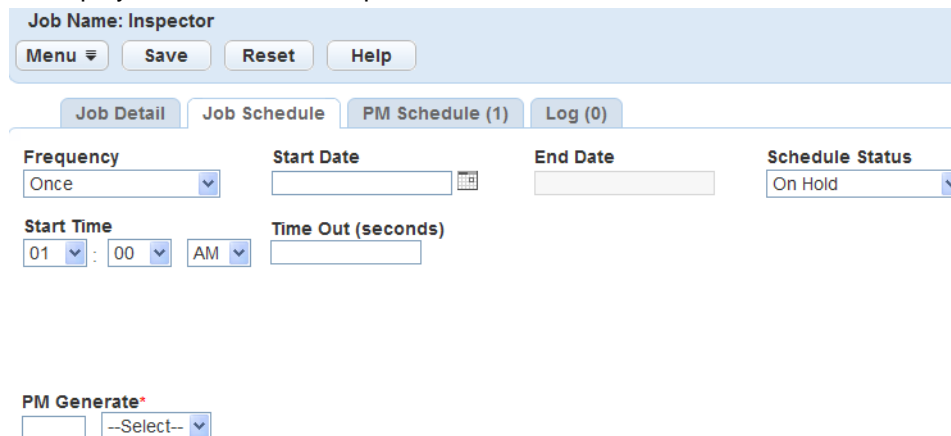 Job Name: Inspector
Menu Save Reset Help
Job Detail Job Schedule PM Schedule (1) Log (0)
Frequency Start Date End Date Schedule Status
Once On Hold
Start Time Time Out (seconds)
01 : 00 AM
PM Generate*
--Select--